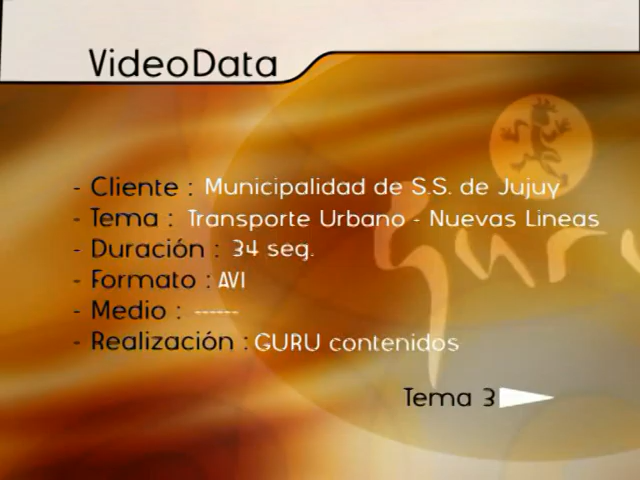 VideoData
- Cliente : Municipalidad de S.S. de Jujuy
- Tema : Transporte Urbano - Nuevas Lineas
- Duración : 34 seg.
- Formato : AVI
- Medio : ------
- Realización : GURU contenidos
Tema 3